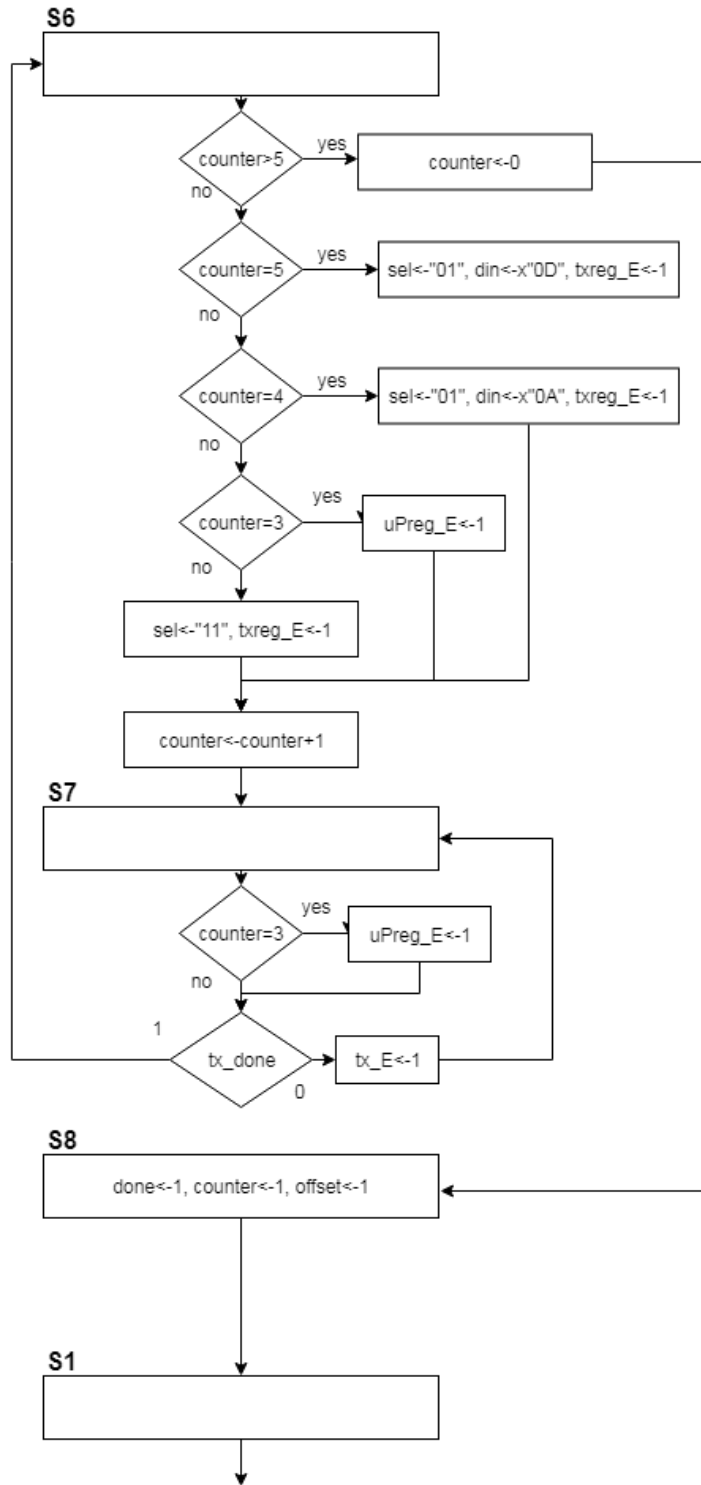 S6
counter>5
yes
counter<-0
no
counter=5
yes
sel<-"01", din<-x"0D", txreg_E<-1
no
counter=4
yes
sel<-"01", din<-x"0A", txreg_E<-1
no
counter=3
yes
uPreg_E<-1
no
sel<-"11", txreg_E<-1
counter<-counter+1
S7
counter=3
yes
uPreg_E<-1
no
1
tx_done
tx_E<-1
0
S8
done<-1, counter<-1, offset<-1
S1